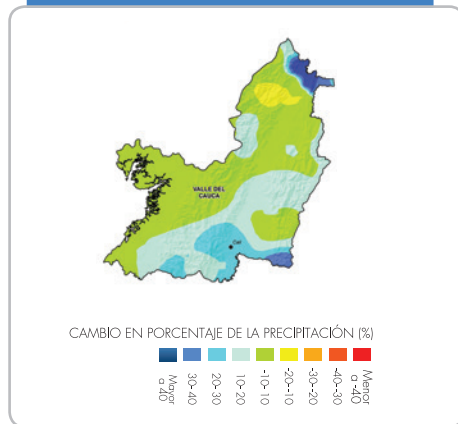 VALLE DEL
CAUCA
Cali
CAMBIO EN PORCENTAJE DE LA PRECIPITACIÓN (%)
Mayor a 40
30-40
20-30
10-20
-10-10
-20--10
-30--20
-40--30
Menor a -40